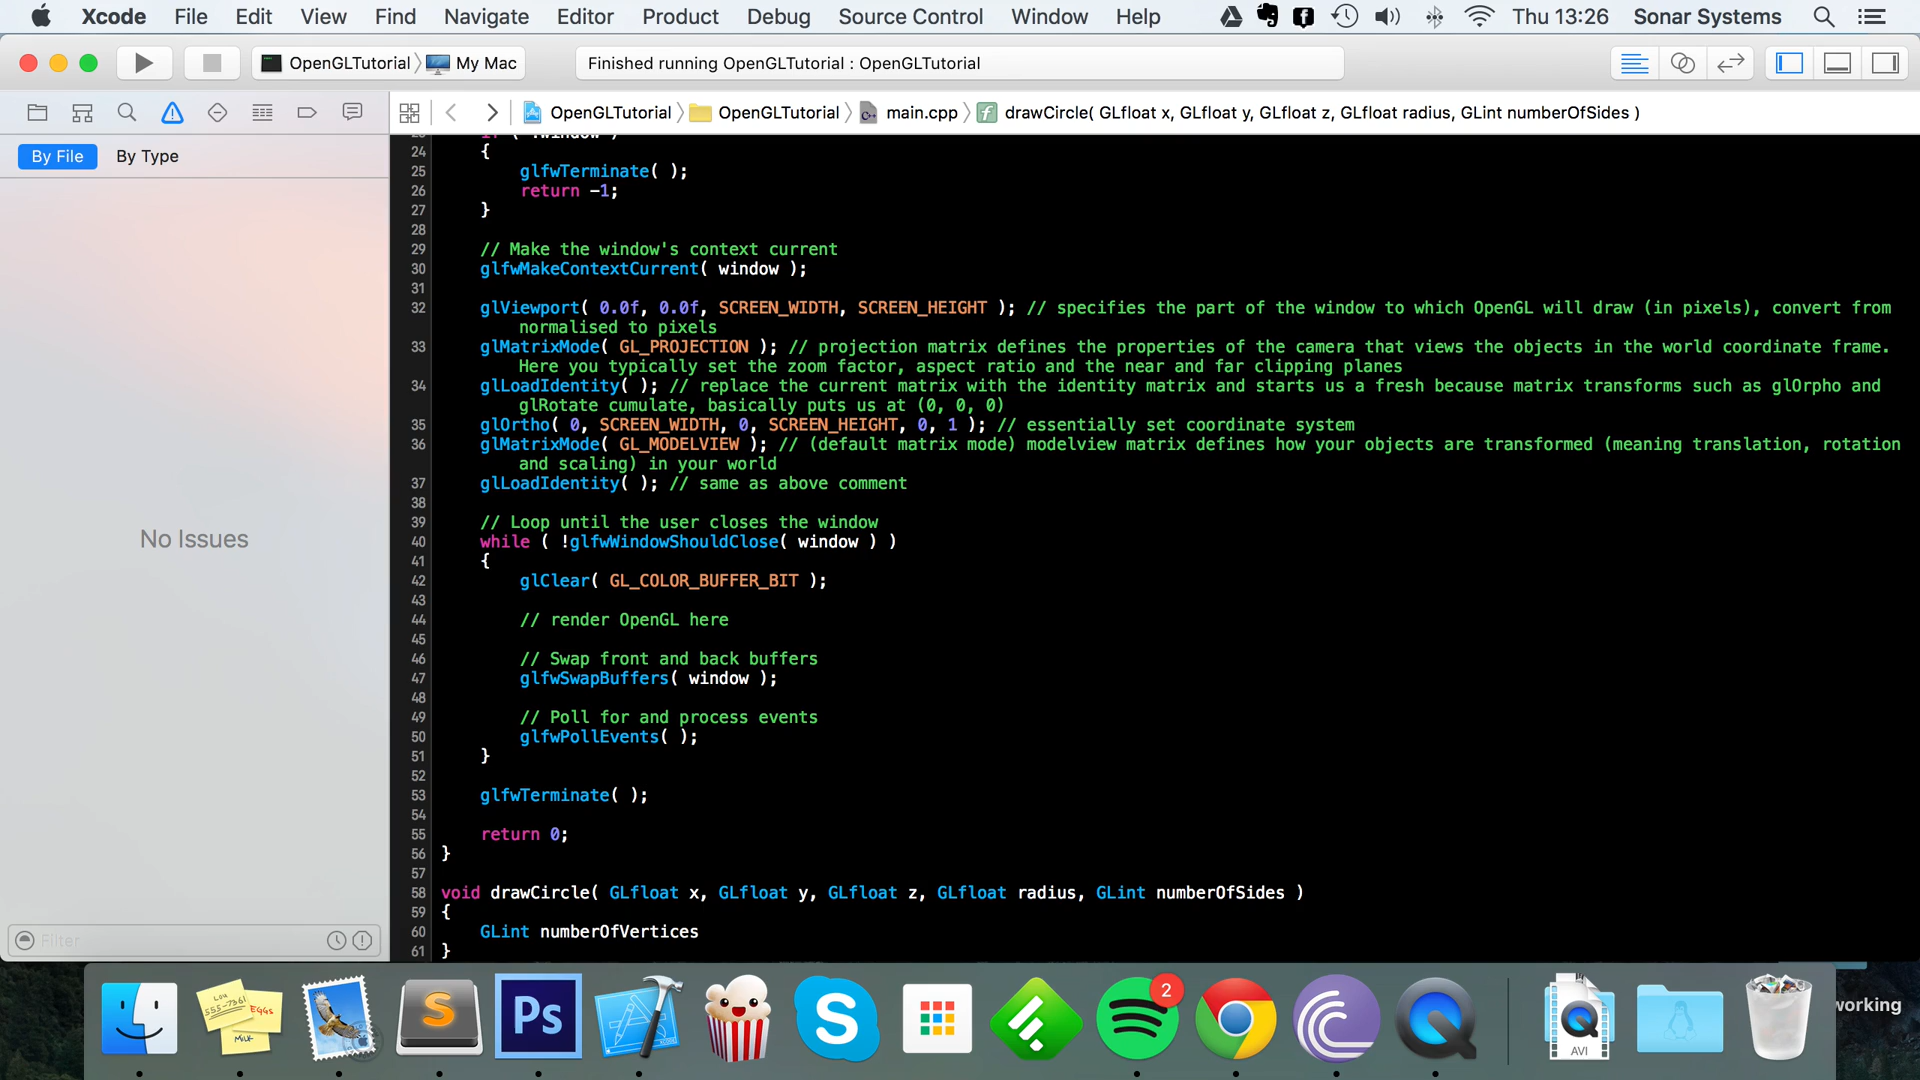 Xcode File Edit View Find Navigate Editor Product Debug Source Control Window Help Thu 13:26 Sonar Systems
OpenGLTutorial My Mac Finished running OpenGLTutorial : OpenGLTutorial
OpenGLTutorial OpenGLTutorial main.cpp drawCircle( GLfloat x, GLfloat y, GLfloat z, GLfloat radius, GLint numberOfSides )
By File By Type
No Issues
Filter
24 {
25 glfwTerminate( );
26 return -1;
27 }
28
29 // Make the window's context current
30 glfwMakeContextCurrent( window );
31
32 glViewport( 0.0f, 0.0f, SCREEN_WIDTH, SCREEN_HEIGHT ); // specifies the part of the window to which OpenGL will draw (in pixels), convert from
normalised to pixels
33 glMatrixMode( GL_PROJECTION ); // projection matrix defines the properties of the camera that views the objects in the world coordinate frame.
Here you typically set the zoom factor, aspect ratio and the near and far clipping planes
34 glLoadIdentity( ); // replace the current matrix with the identity matrix and starts us a fresh because matrix transforms such as glOrpho and
glRotate cumulate, basically puts us at (0, 0, 0)
35 glOrtho( 0, SCREEN_WIDTH, 0, SCREEN_HEIGHT, 0, 1 ); // essentially set coordinate system
36 glMatrixMode( GL_MODELVIEW ); // (default matrix mode) modelview matrix defines how your objects are transformed (meaning translation, rotation
and scaling) in your world
37 glLoadIdentity( ); // same as above comment
38
39 // Loop until the user closes the window
40 while ( !glfwWindowShouldClose( window ) )
41 {
42 glClear( GL_COLOR_BUFFER_BIT );
43
44 // render OpenGL here
45
46 // Swap front and back buffers
47 glfwSwapBuffers( window );
48
49 // Poll for and process events
50 glfwPollEvents( );
51 }
52
53 glfwTerminate( );
54
55 return 0;
56 }
57
58 void drawCircle( GLfloat x, GLfloat y, GLfloat z, GLfloat radius, GLint numberOfSides )
59 {
60 GLint numberOfVertices
61 }
LOU
555-7361
EGGS
MILK
S
Ps
S
2
AVI
working